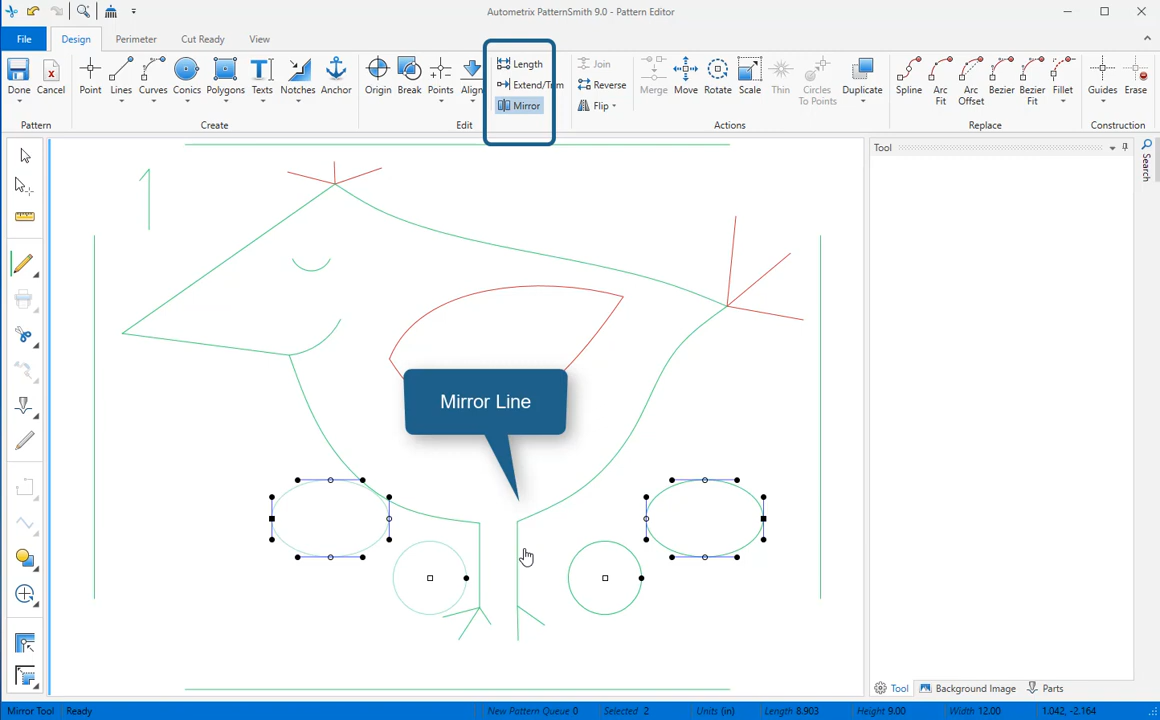 Autometrix PatternSmith 9.0 - Pattern Editor
File Design Perimeter Cut Ready View
Done Cancel Point Lines Curves Conics Polygons Texts Notches Anchor Origin Break Points Align
Length
Extend/Trim
Mirror
Join
Reverse
Flip
Merge Move Rotate Scale Thin Circles To Points Duplicate Spline Arc Fit Arc Offset Bezier Bezier Fit Fillet Guides Erase
Pattern Create Edit Actions Replace Construction
Tool
Search
1
Mirror Line
Tool Background Image Parts
Mirror Tool Ready New Pattern Queue 0 Selected 2 Units (in) Length 8.903 Height 9.00 Width 12.00 1.042, -2.164